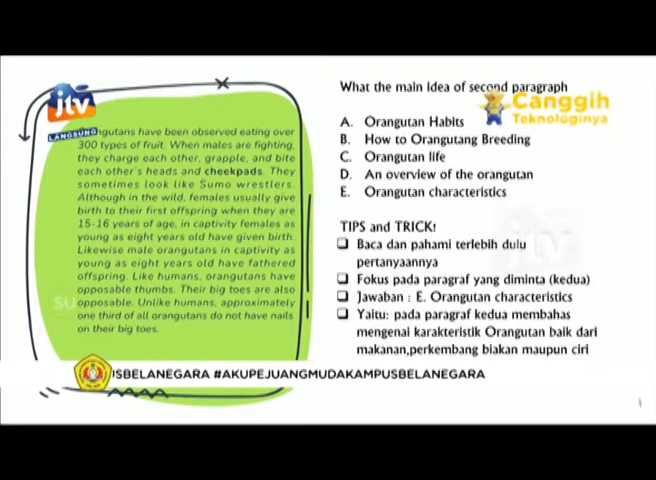 jtv
LANGSUNG
ngutans have been observed eating over
300 types of fruit. When males are fighting,
they charge each other, grapple, and bite
each other's heads and cheekpads. They
sometimes look like Sumo wrestlers.
Although in the wild, females usually give
birth to their first offspring when they are
15-16 years of age, in captivity females as
young as eight years old have given birth.
Likewise male orangutans in captivity as
young as eight years old have fathered
offspring. Like humans, orangutans have
opposable thumbs. Their big toes are also
opposable. Unlike humans, approximately
one third of all orangutans do not have nails
on their big toes.
What the main idea of second paragraph
Canggih
Teknologinya
A. Orangutan Habits
B. How to Orangutang Breeding
C. Orangutan life
D. An overview of the orangutan
E. Orangutan characteristics
TIPS and TRICK!
Baca dan pahami terlebih dulu
pertanyaannya
Fokus pada paragraf yang diminta (kedua)
Jawaban : E. Orangutan characteristics
Yaitu: pada paragraf kedua membahas
mengenai karakteristik Orangutan baik dari
makanan,perkembang biakan maupun ciri
USBELANEGARA #AKUPEJUANGMUDAKAMPUSBELANEGARA